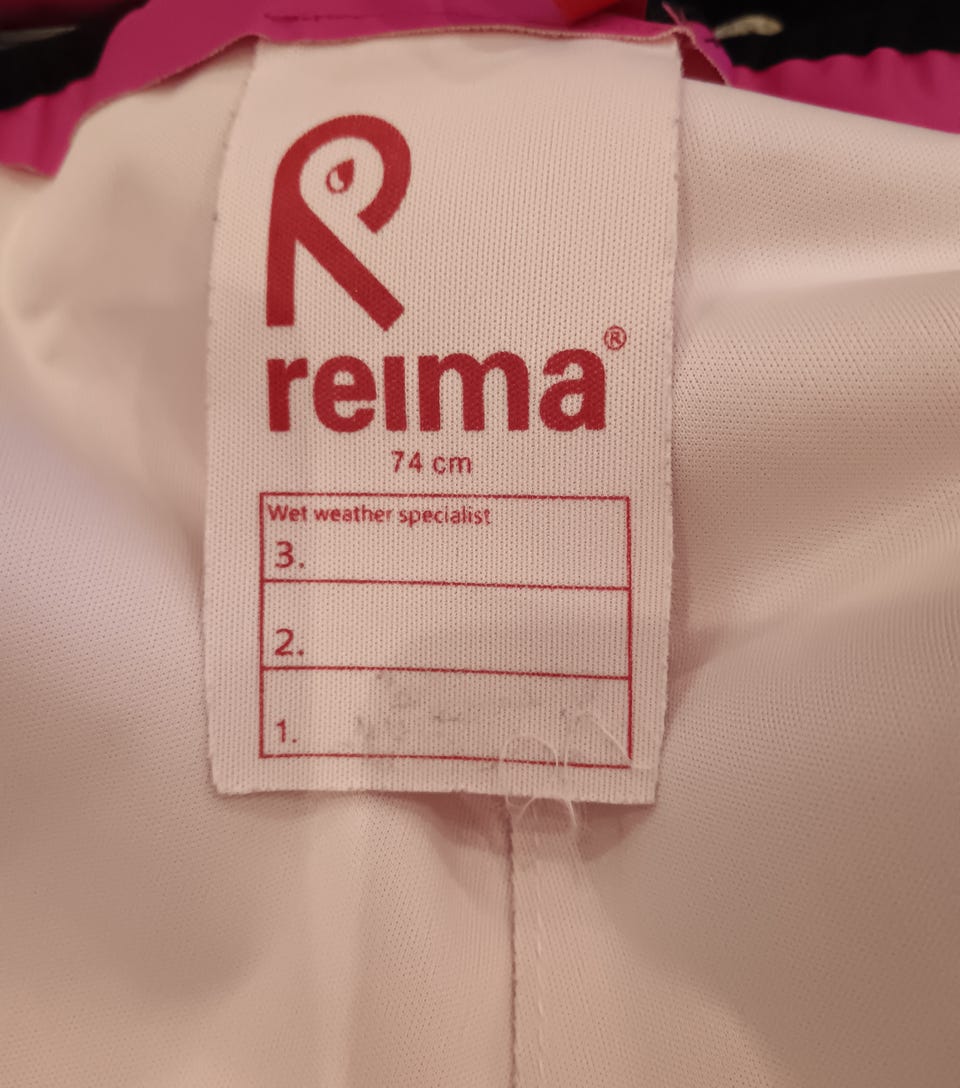 reima®
74 cm
Wet weather specialist
3.
2.
1.